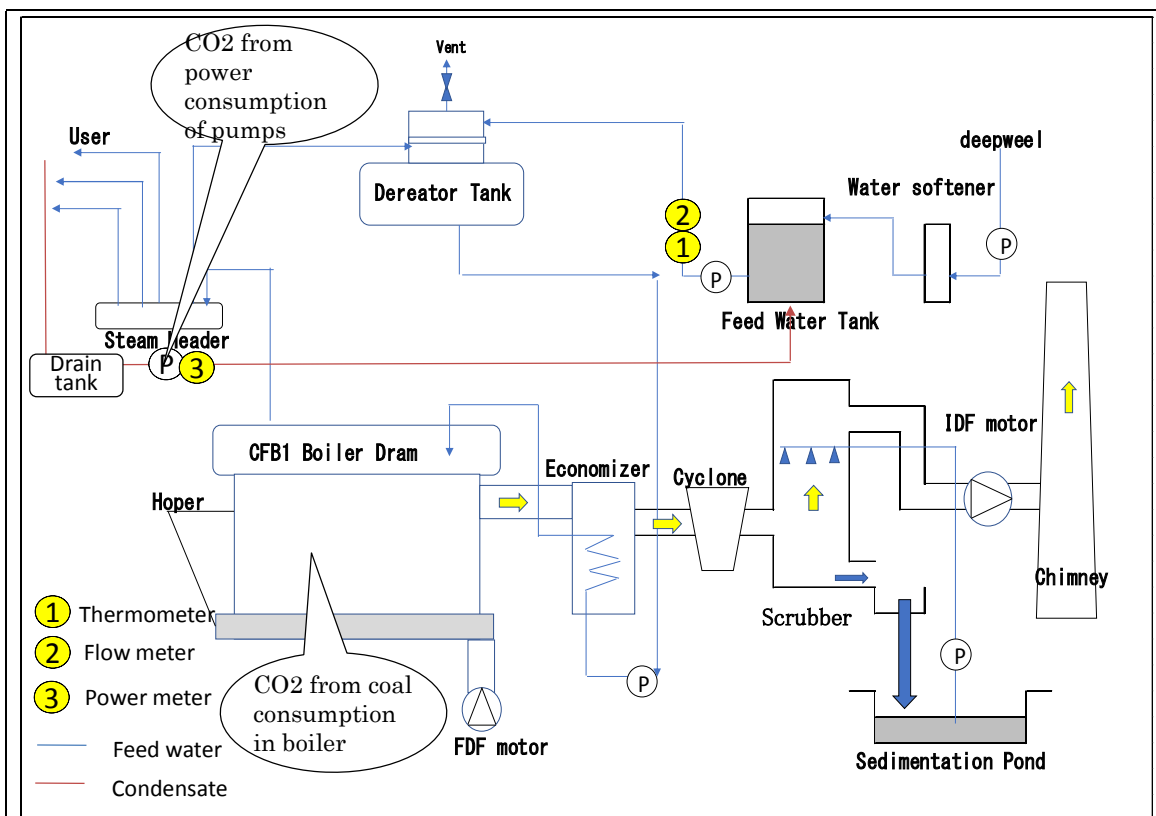 CO2 from
power
consumption
of pumps
Vent
User
deepweel
Dereator Tank
Water softener
2
1
P
P
Feed Water Tank
Steam Header
Drain
tank
P
3
IDF motor
CFB1 Boiler Dram
Economizer
Cyclone
Hoper
Chimney
1 Thermometer
Scrubber
2 Flow meter
P
P
3 Power meter
CO2 from coal
consumption
in boiler
FDF motor
Feed water
Sedimentation Pond
Condensate